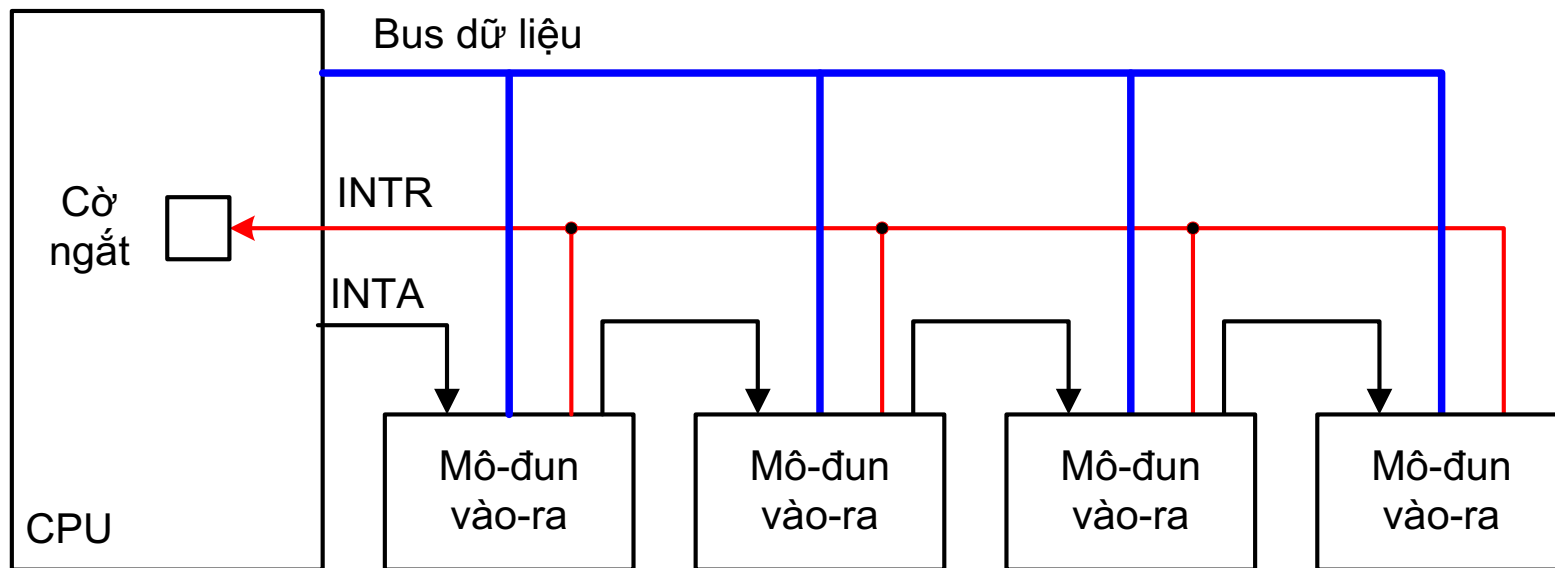 Bus dữ liệu
INTR
Cờ
ngắt
INTA
Mô-đun
vào-ra
Mô-đun
vào-ra
Mô-đun
vào-ra
Mô-đun
vào-ra
CPU